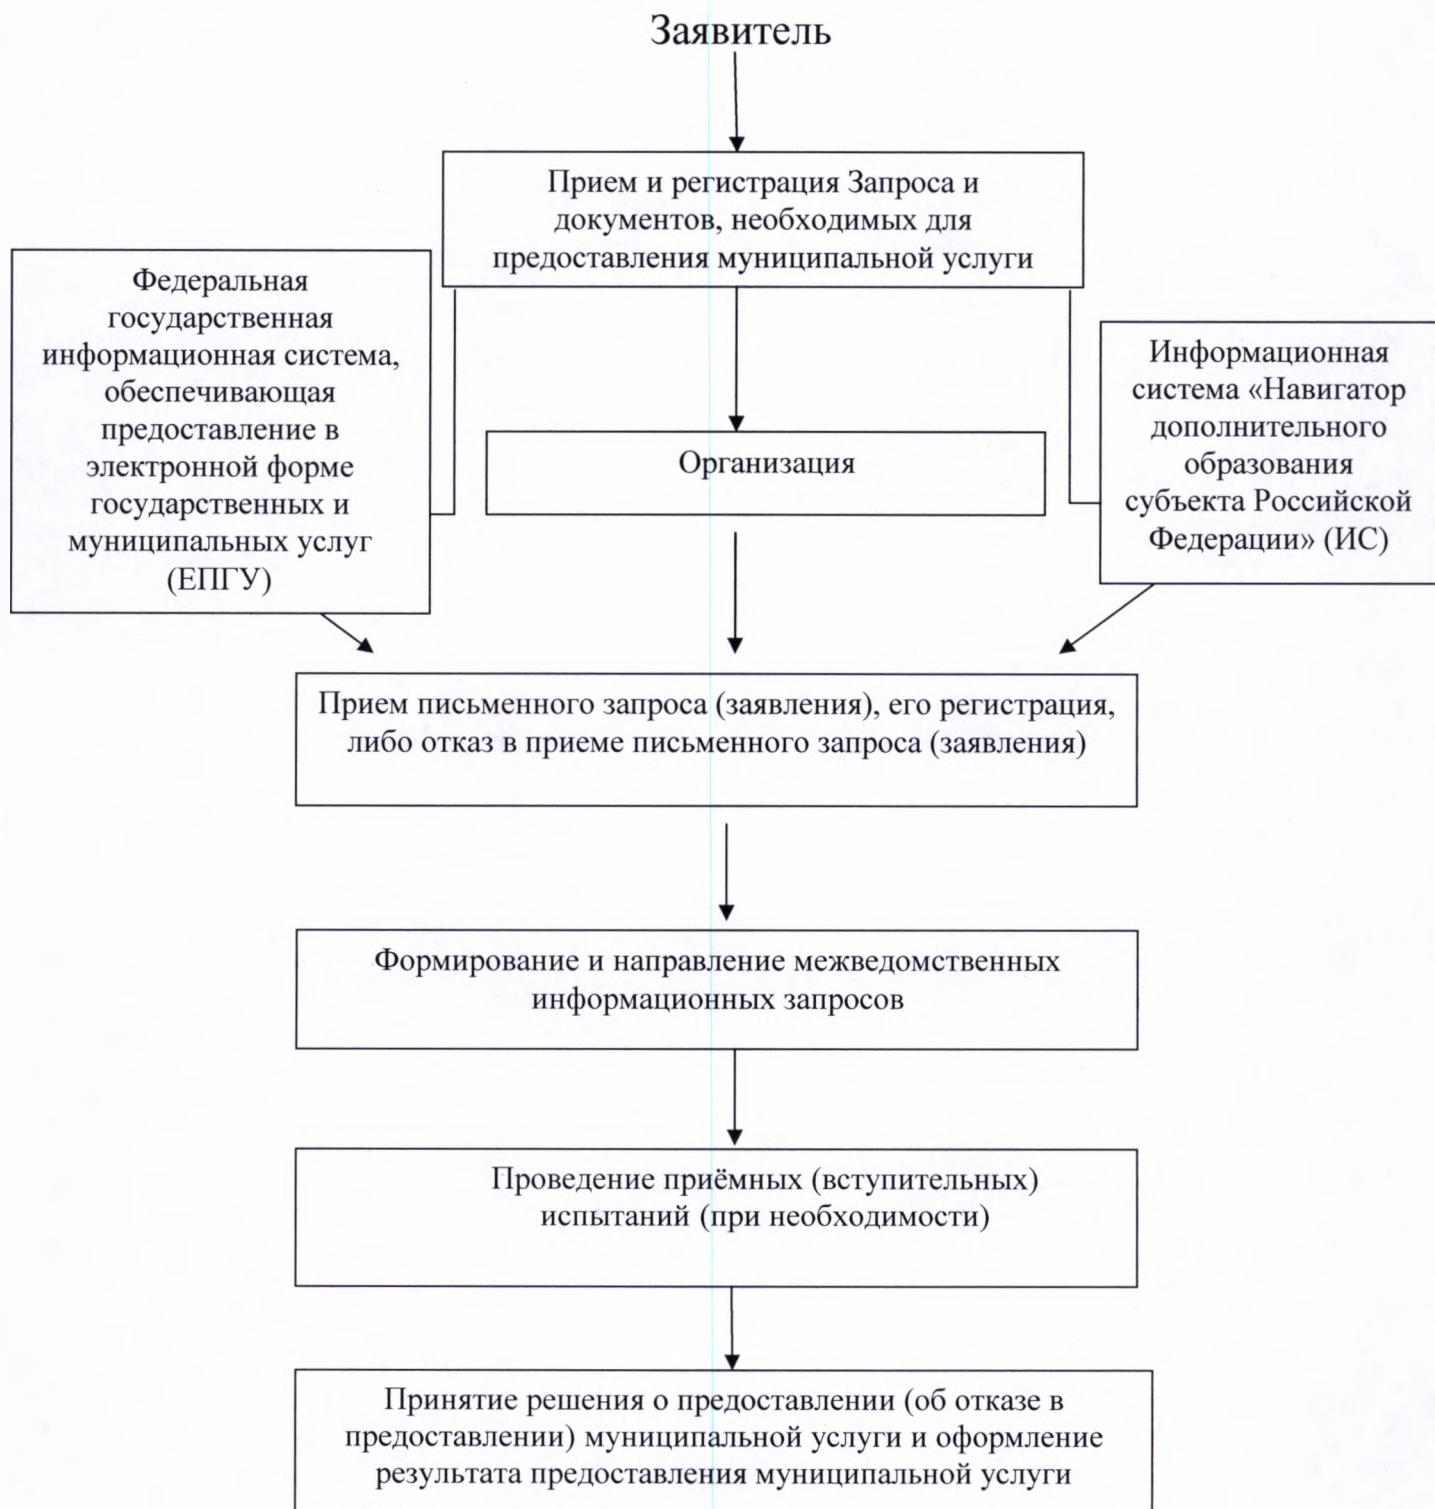 Заявитель
Прием и регистрация Запроса и
документов, необходимых для
предоставления муниципальной услуги
Федеральная
государственная
информационная система,
обеспечивающая
предоставление в
электронной форме
государственных и
муниципальных услуг
(ЕПГУ)
Организация
Информационная
система «Навигатор
дополнительного
образования
субъекта Российской
Федерации» (ИС)
Прием письменного запроса (заявления), его регистрация,
либо отказ в приеме письменного запроса (заявления)
Формирование и направление межведомственных
информационных запросов
Проведение приёмных (вступительных)
испытаний (при необходимости)
Принятие решения о предоставлении (об отказе в
предоставлении) муниципальной услуги и оформление
результата предоставления муниципальной услуги